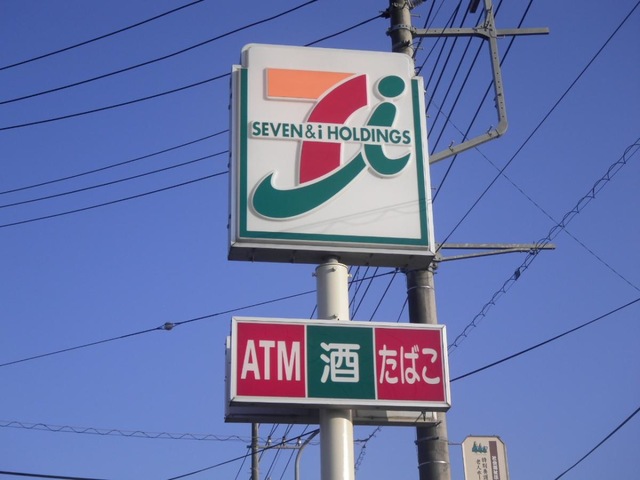 SEVEN & i HOLDINGS
ATM 酒 たばこ